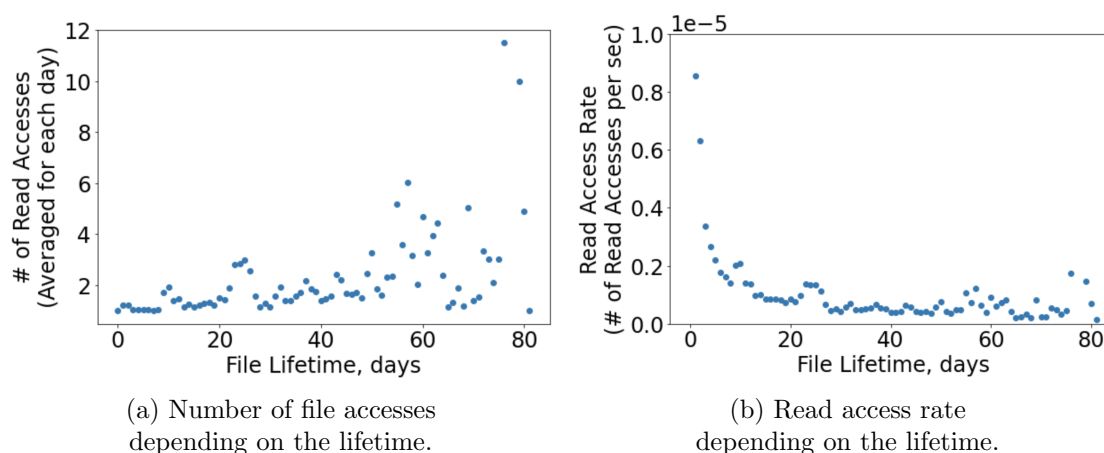 12
10
8
6
4
2
0 20 40 60 80
# of Read Accesses
(Averaged for each day)
File Lifetime, days
(a) Number of file accesses
depending on the lifetime.
1e−5
1.0
0.8
0.6
0.4
0.2
0.0
0 20 40 60 80
Read Access Rate
(# of Read Accesses per sec)
File Lifetime, days
(b) Read access rate
depending on the lifetime.